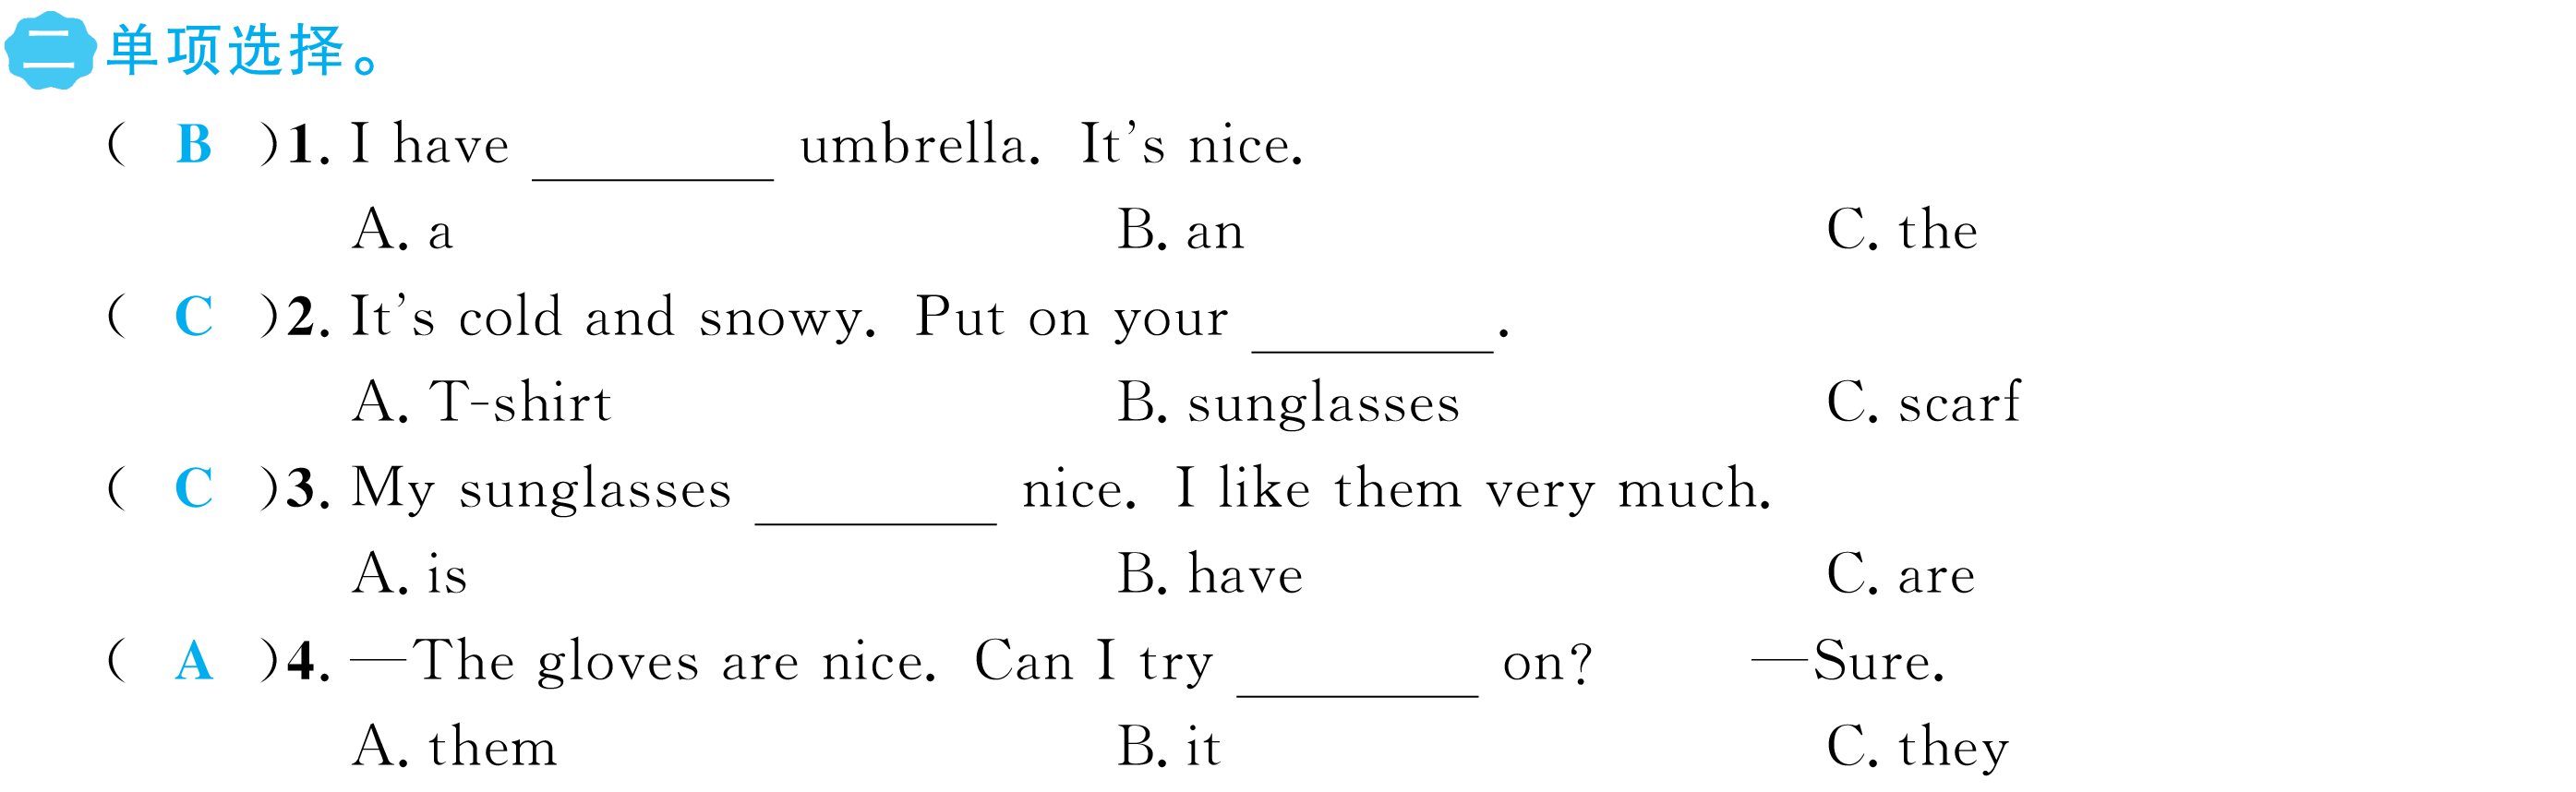 二 单项选择。
( B )1. I have ________ umbrella. It’s nice.
A. a B. an C. the
( C )2. It’s cold and snowy. Put on your ________.
A. T-shirt B. sunglasses C. scarf
( C )3. My sunglasses ________ nice. I like them very much.
A. is B. have C. are
( A )4. —The gloves are nice. Can I try ________ on? —Sure.
A. them B. it C. they